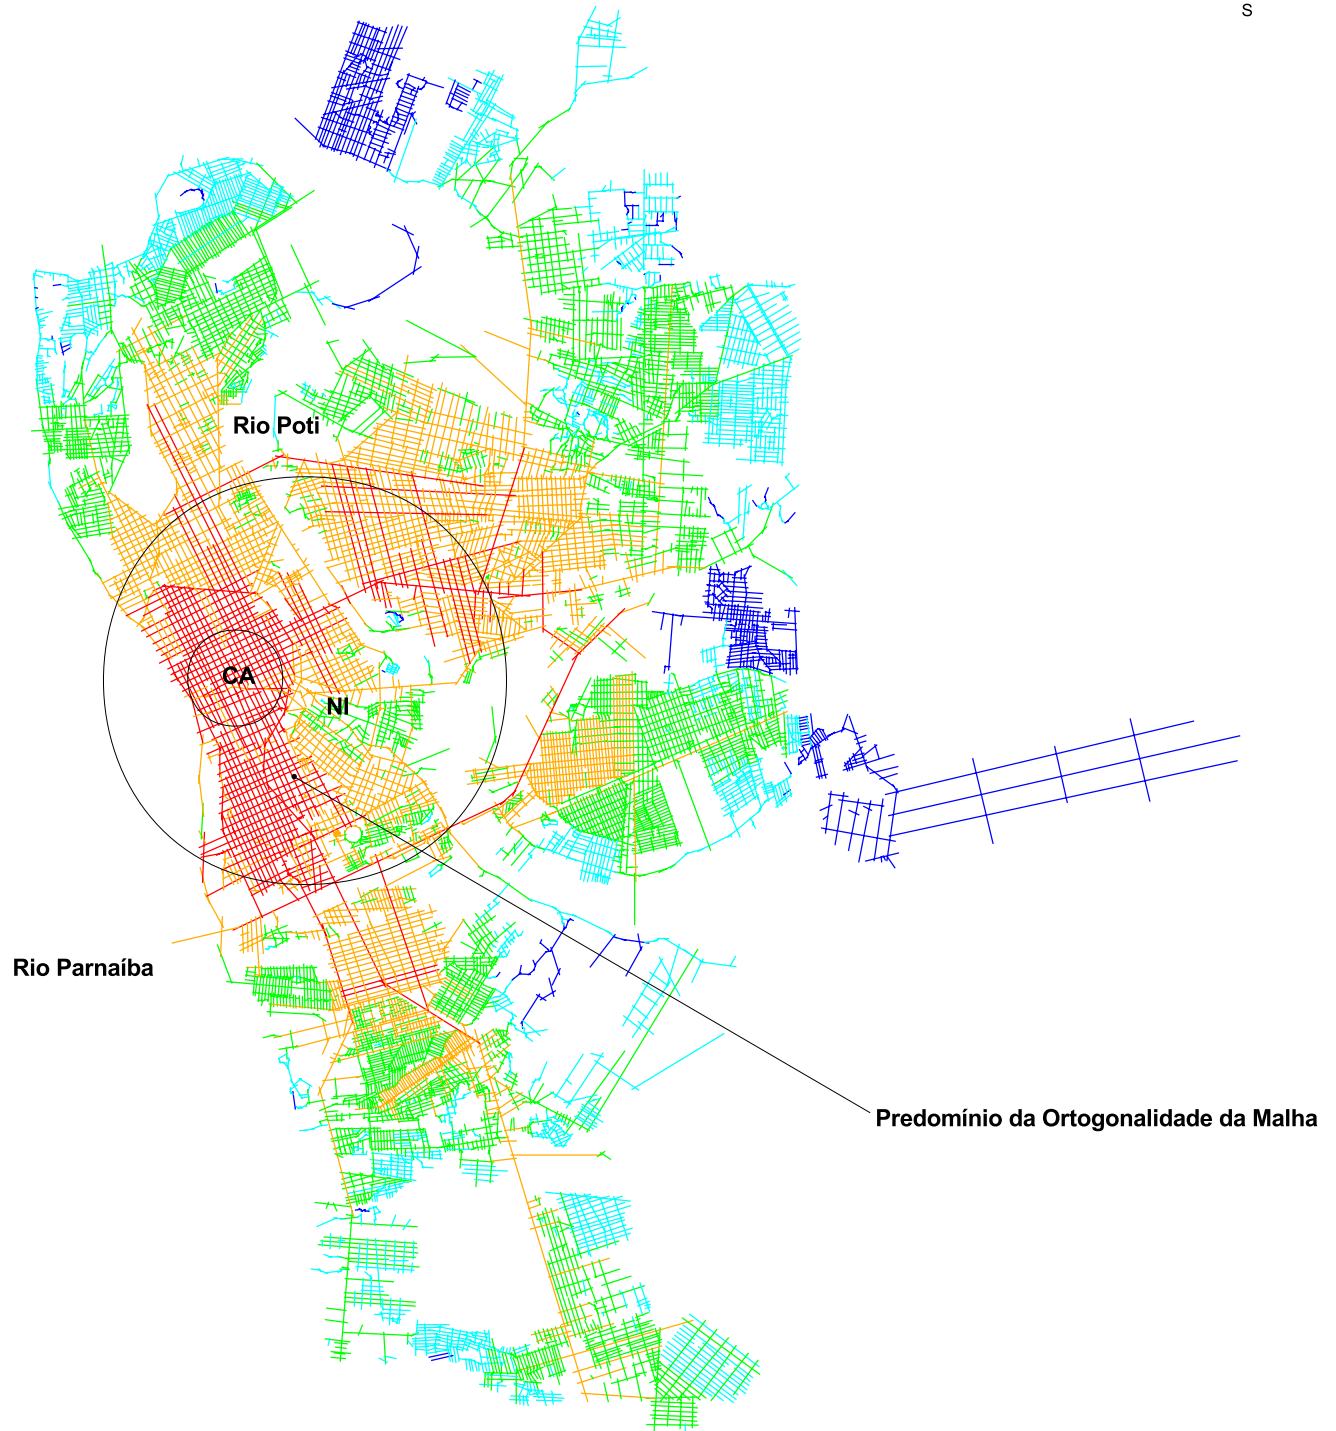 S
Rio Poti
CA
NI
Rio Parnaíba
Predomínio da Ortogonalidade da Malha